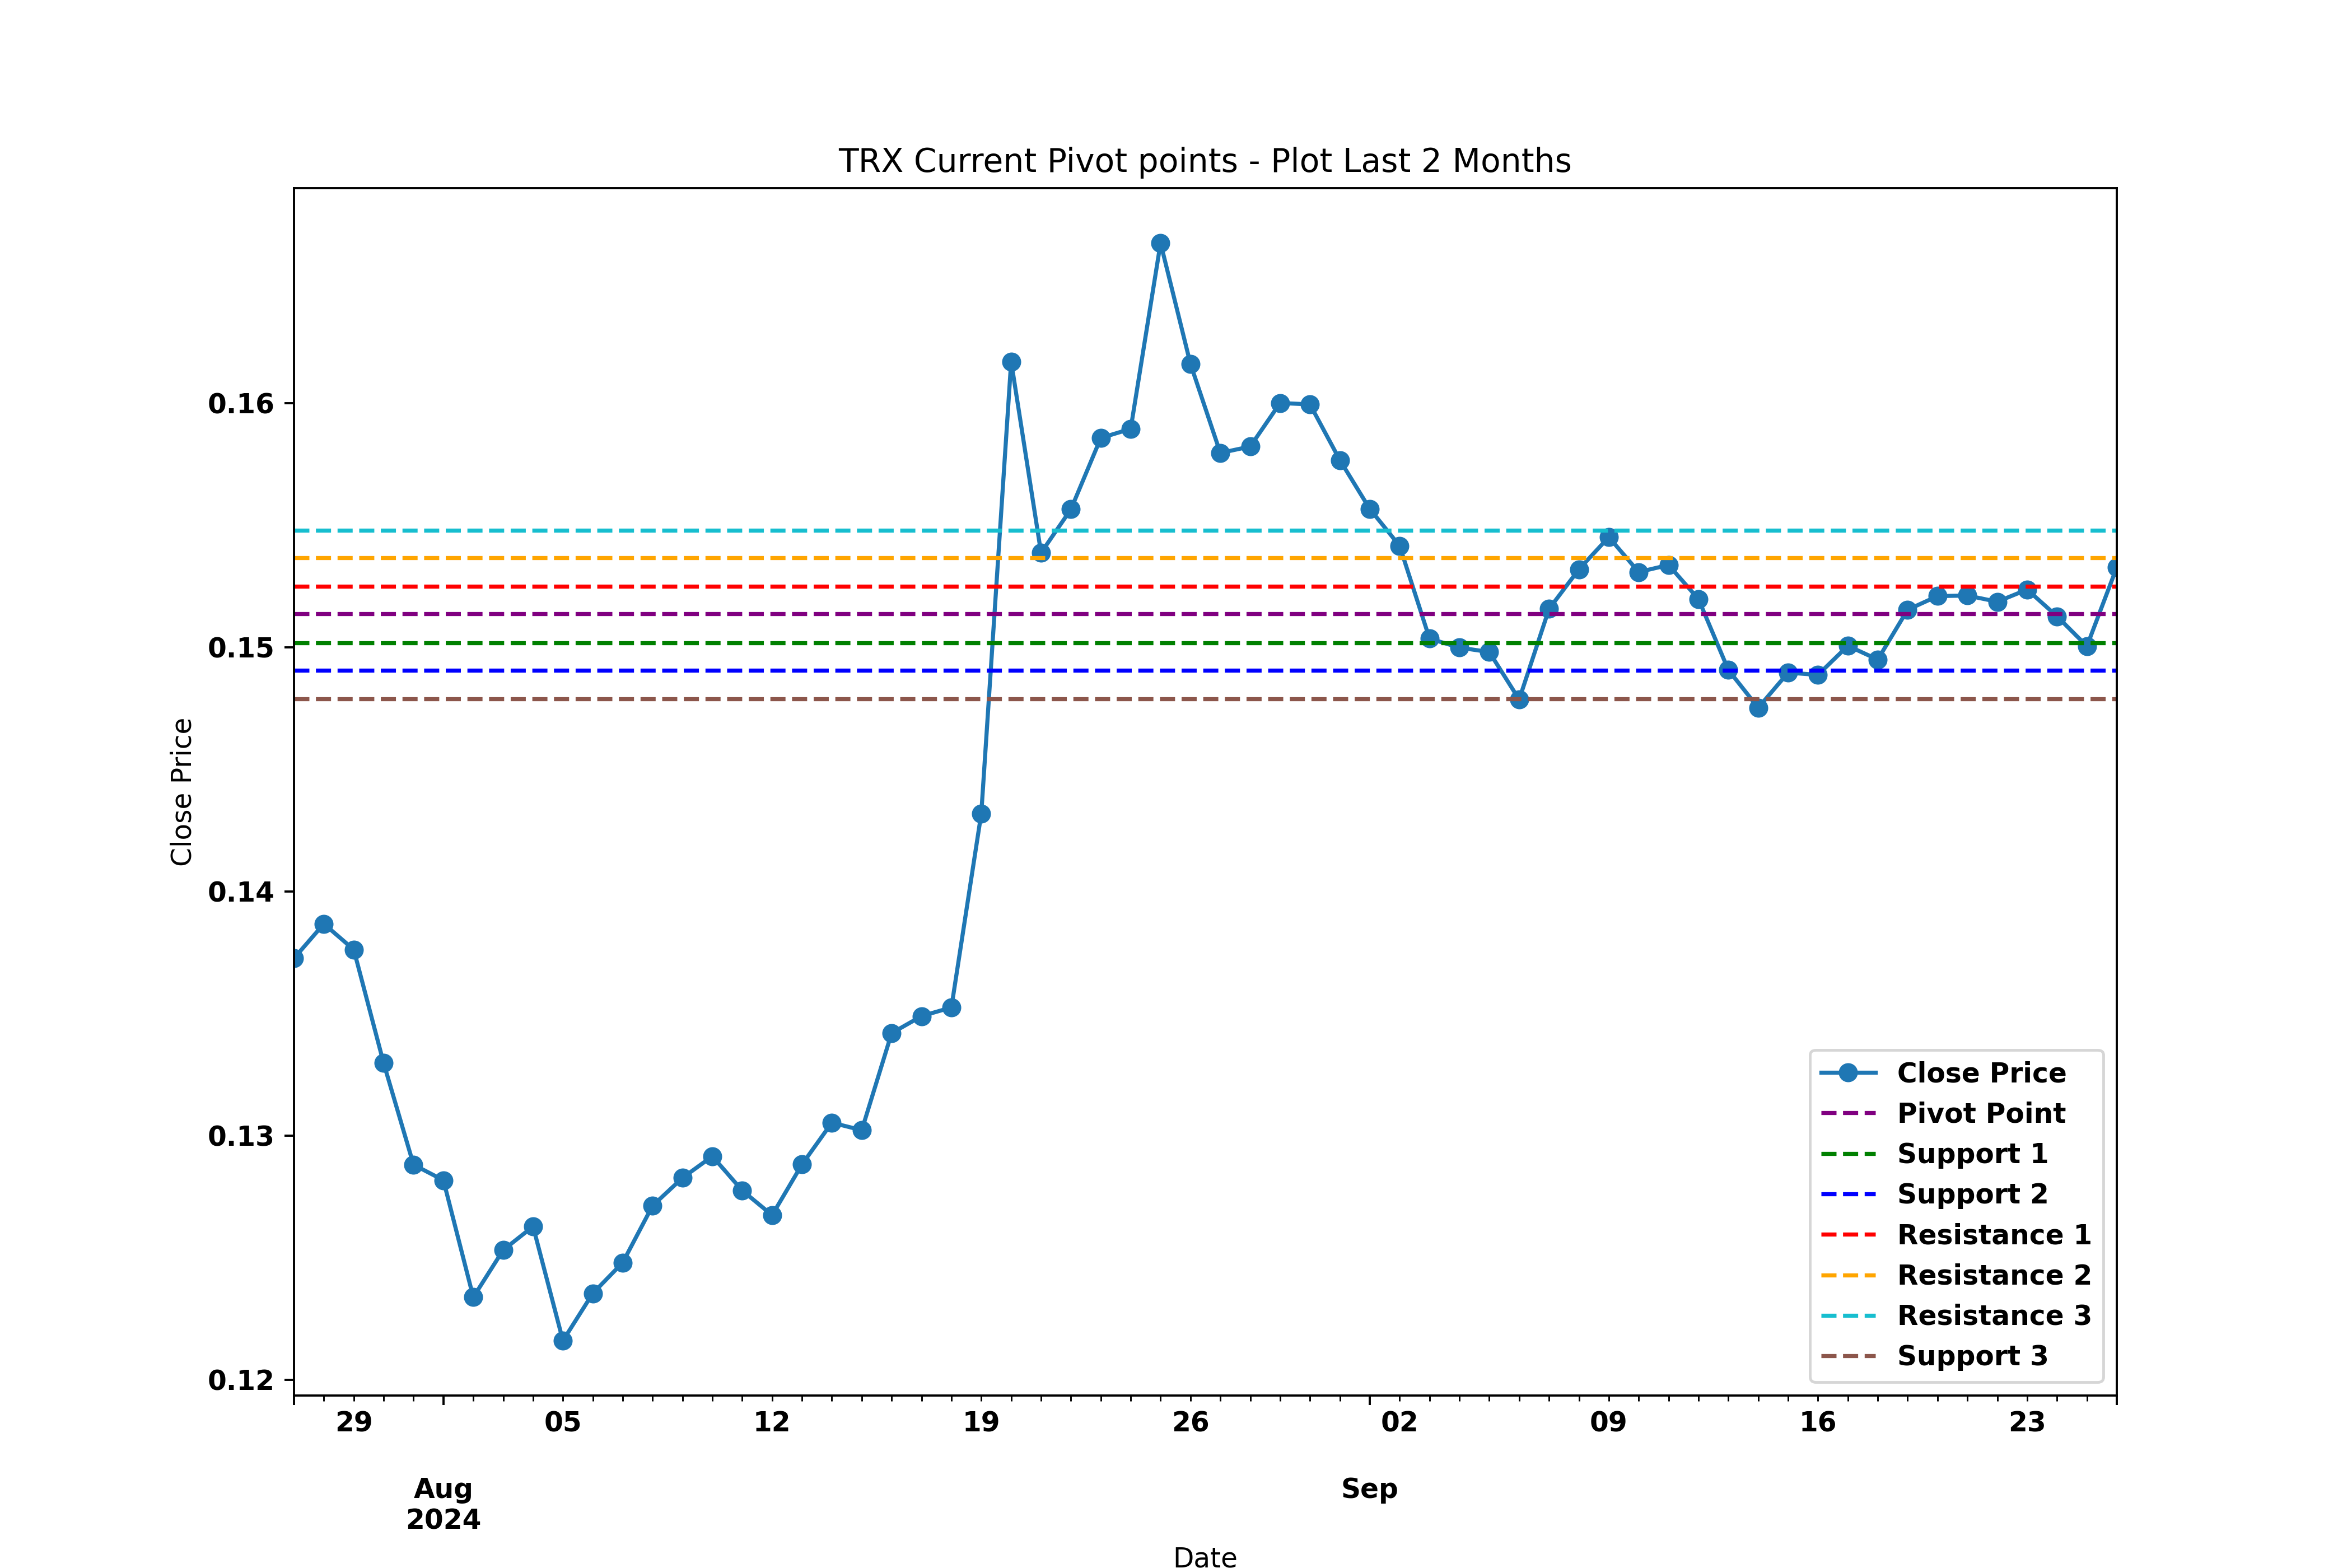 TRX Current Pivot points - Plot Last 2 Months
Close Price
0.16
0.15
0.14
0.13
0.12
Close Price
Pivot Point
Support 1
Support 2
Resistance 1
Resistance 2
Resistance 3
Support 3
29 05 12 19 26 02 09 16 23
Aug Sep
2024
Date